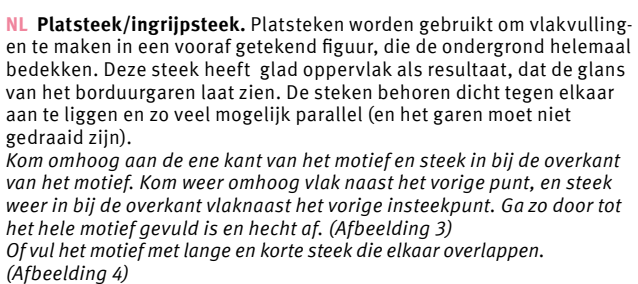 NL Platsteek/ingrijpsteek. Platsteken worden gebruikt om vlakvulling-
en te maken in een vooraf getekend figuur, die de ondergrond helemaal
bedekken. Deze steek heeft glad oppervlak als resultaat, dat de glans
van het borduurgaren laat zien. De steken behoren dicht tegen elkaar
aan te liggen en zo veel mogelijk parallel (en het garen moet niet
gedraaid zijn).
Kom omhoog aan de ene kant van het motief en steek in bij de overkant
van het motief. Kom weer omhoog vlak naast het vorige punt, en steek
weer in bij de overkant vlaknaast het vorige insteekpunt. Ga zo door tot
het hele motief gevuld is en hecht af. (Afbeelding 3)
Of vul het motief met lange en korte steek die elkaar overlappen.
(Afbeelding 4)